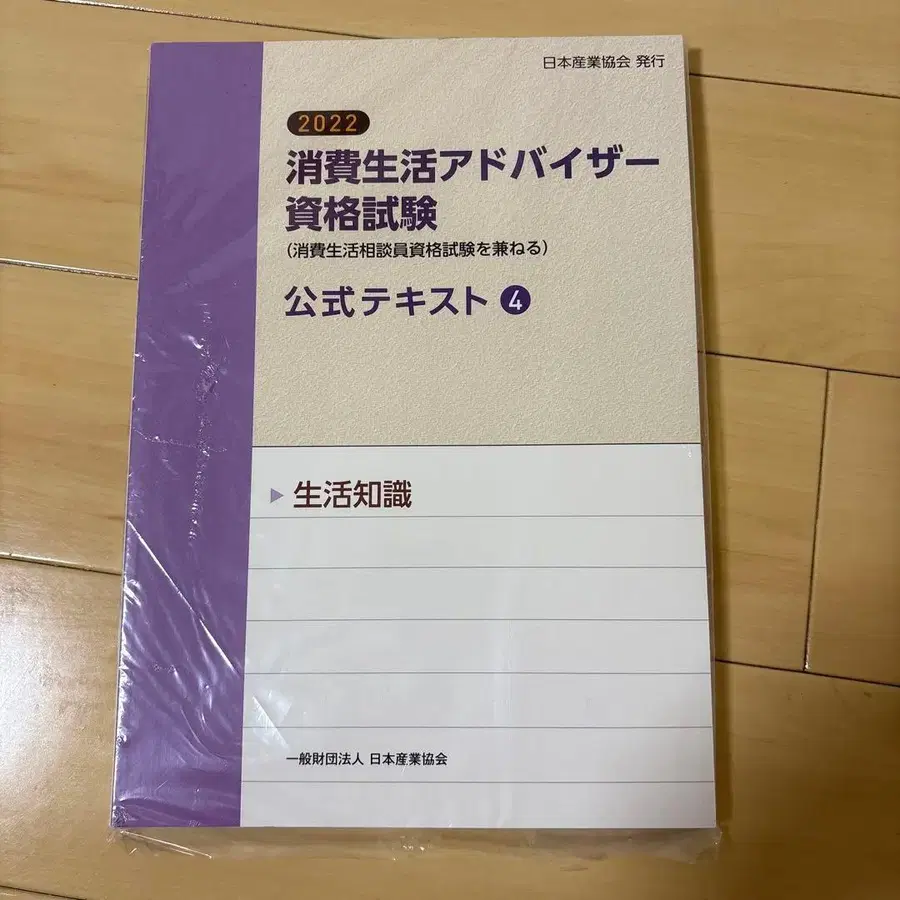 日本産業協会 発行
2022
消費生活アドバイザー
資格試験
(消費生活相談員資格試験を兼ねる)
公式テキスト 4
▶ 生活知識
一般財団法人 日本産業協会